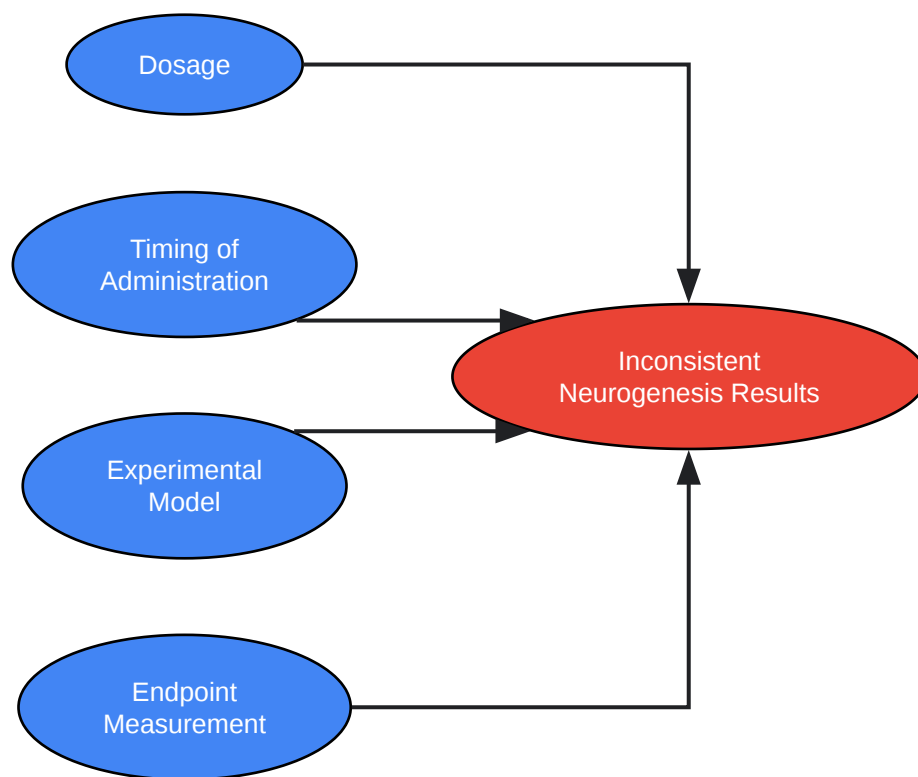 Dosage
Timing of
Administration
Inconsistent
Neurogenesis Results
Experimental
Model
Endpoint
Measurement